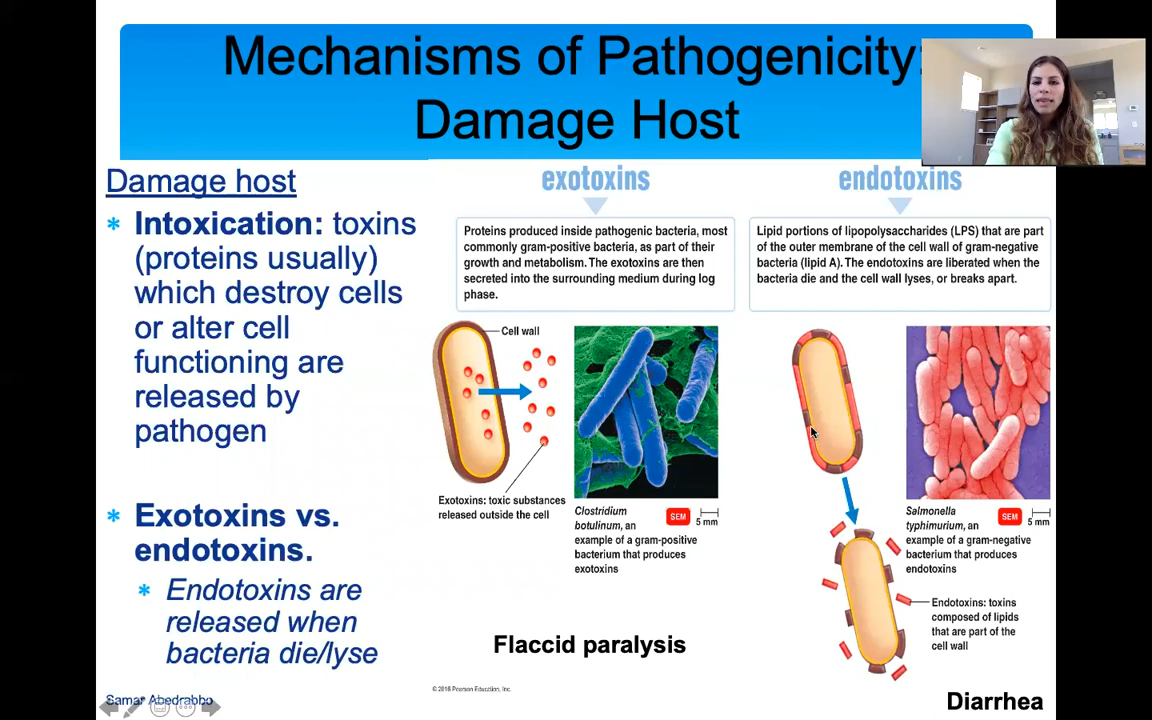 Mechanisms of Pathogenicity:
Damage Host
Damage host
* Intoxication: toxins
(proteins usually)
which destroy cells
or alter cell
functioning are
released by
pathogen
* Exotoxins vs.
endotoxins.
* Endotoxins are
released when
bacteria die/lyse
Samar Abedrabbo
exotoxins
Proteins produced inside pathogenic bacteria, most
commonly gram-positive bacteria, as part of their
growth and metabolism. The exotoxins are then
secreted into the surrounding medium during log
phase.
Cell wall
Exotoxins: toxic substances
released outside the cell
Clostridium
botulinum, an
example of a gram-positive
bacterium that produces
exotoxins
SEM
5 mm
Flaccid paralysis
© 2016 Pearson Education, Inc.
endotoxins
Lipid portions of lipopolysaccharides (LPS) that are part
of the outer membrane of the cell wall of gram-negative
bacteria (lipid A). The endotoxins are liberated when the
bacteria die and the cell wall lyses, or breaks apart.
Salmonella
typhimurium, an
example of a gram-negative
bacterium that produces
endotoxins
SEM
5 mm
Endotoxins: toxins
composed of lipids
that are part of the
cell wall
Diarrhea